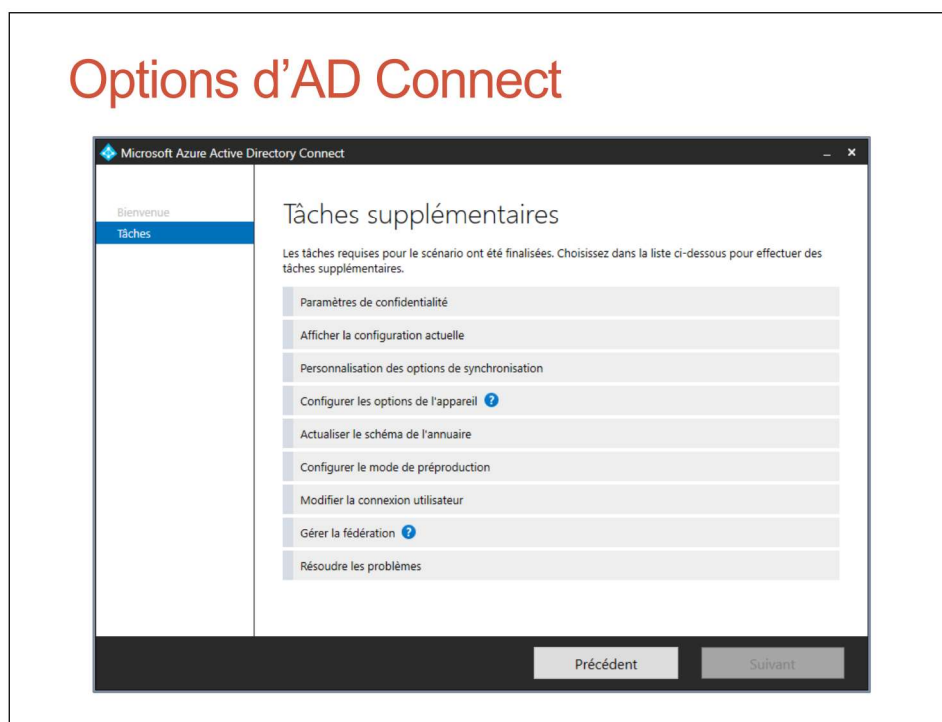 Options d’AD Connect
Microsoft Azure Active Directory Connect
Bienvenue
Tâches
Tâches supplémentaires
Les tâches requises pour le scénario ont été finalisées. Choisissez dans la liste ci-dessous pour effectuer des
tâches supplémentaires.
Paramètres de confidentialité
Afficher la configuration actuelle
Personnalisation des options de synchronisation
Configurer les options de l'appareil ?
Actualiser le schéma de l'annuaire
Configurer le mode de préproduction
Modifier la connexion utilisateur
Gérer la fédération ?
Résoudre les problèmes
Précédent
Suivant